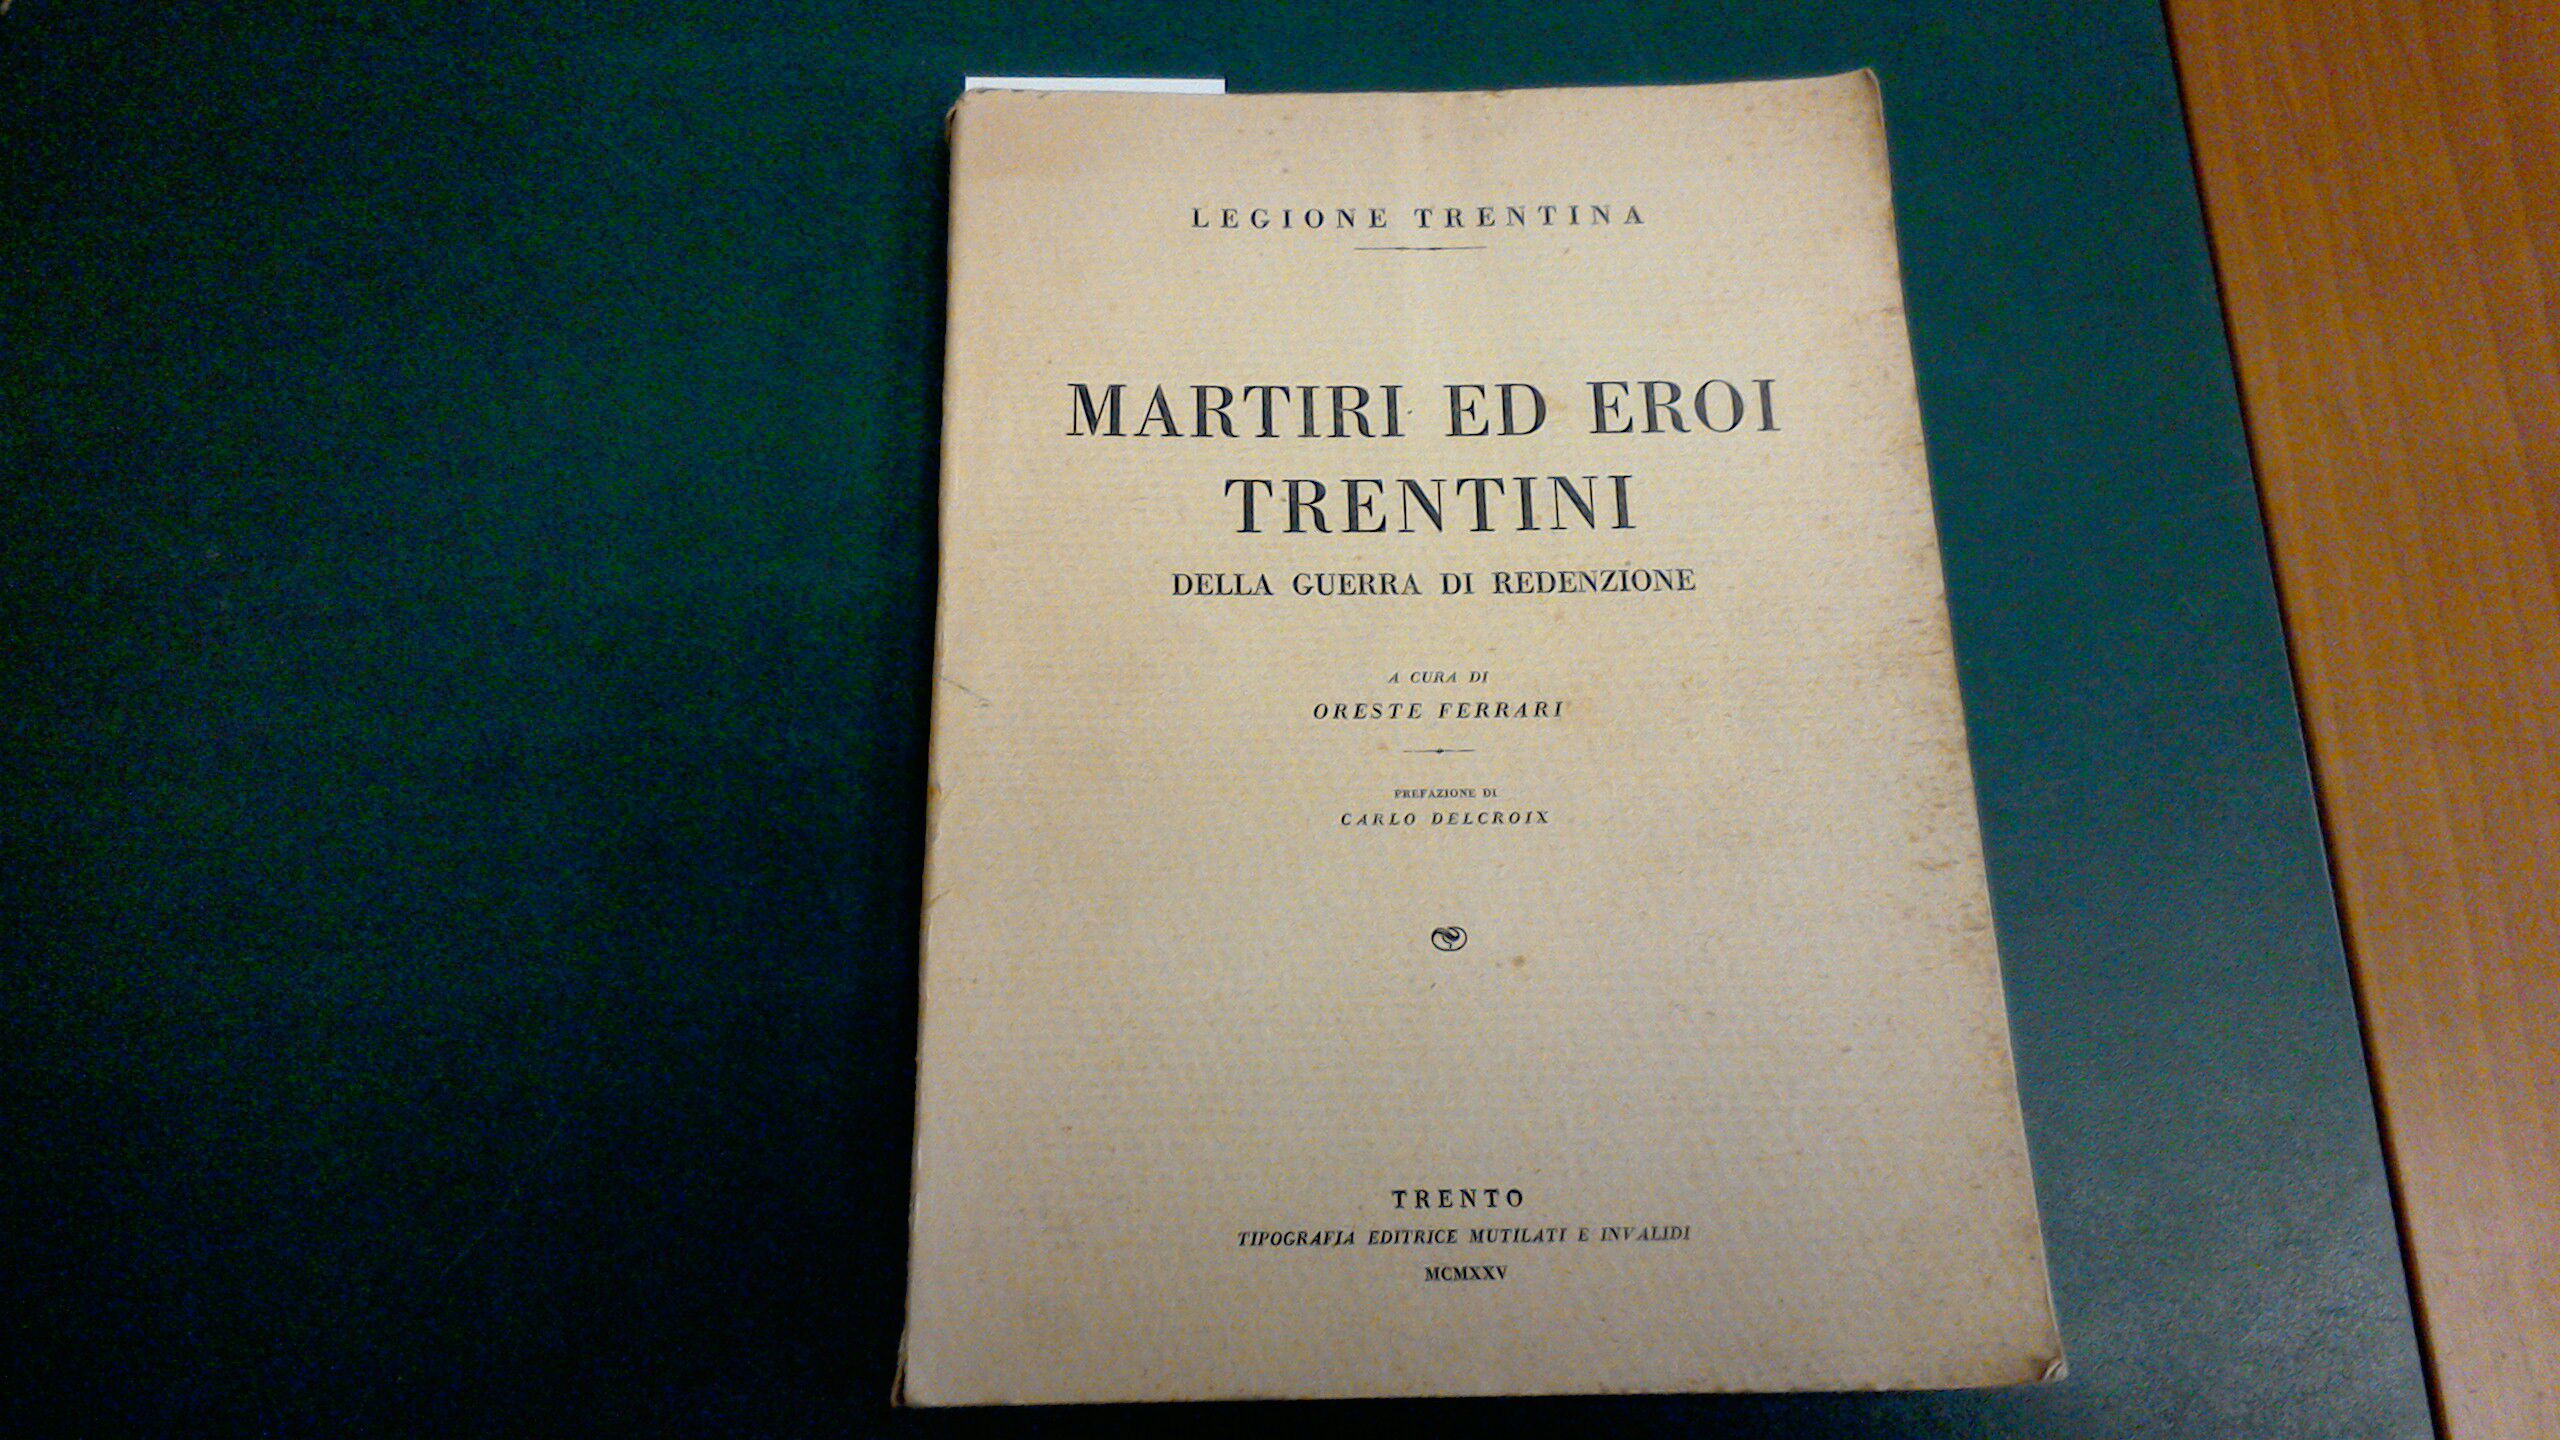 LEGIONE TRENTINA
MARTIRI ED EROI
TRENTINI
DELLA GUERRA DI REDENZIONE
A CURA DI
ORESTE FERRARI
PREFAZIONE DI
CARLO DELCROIX
TRENTO
TIPOGRAFIA EDITRICE MUTILATI E INVALIDI
MCMXXV